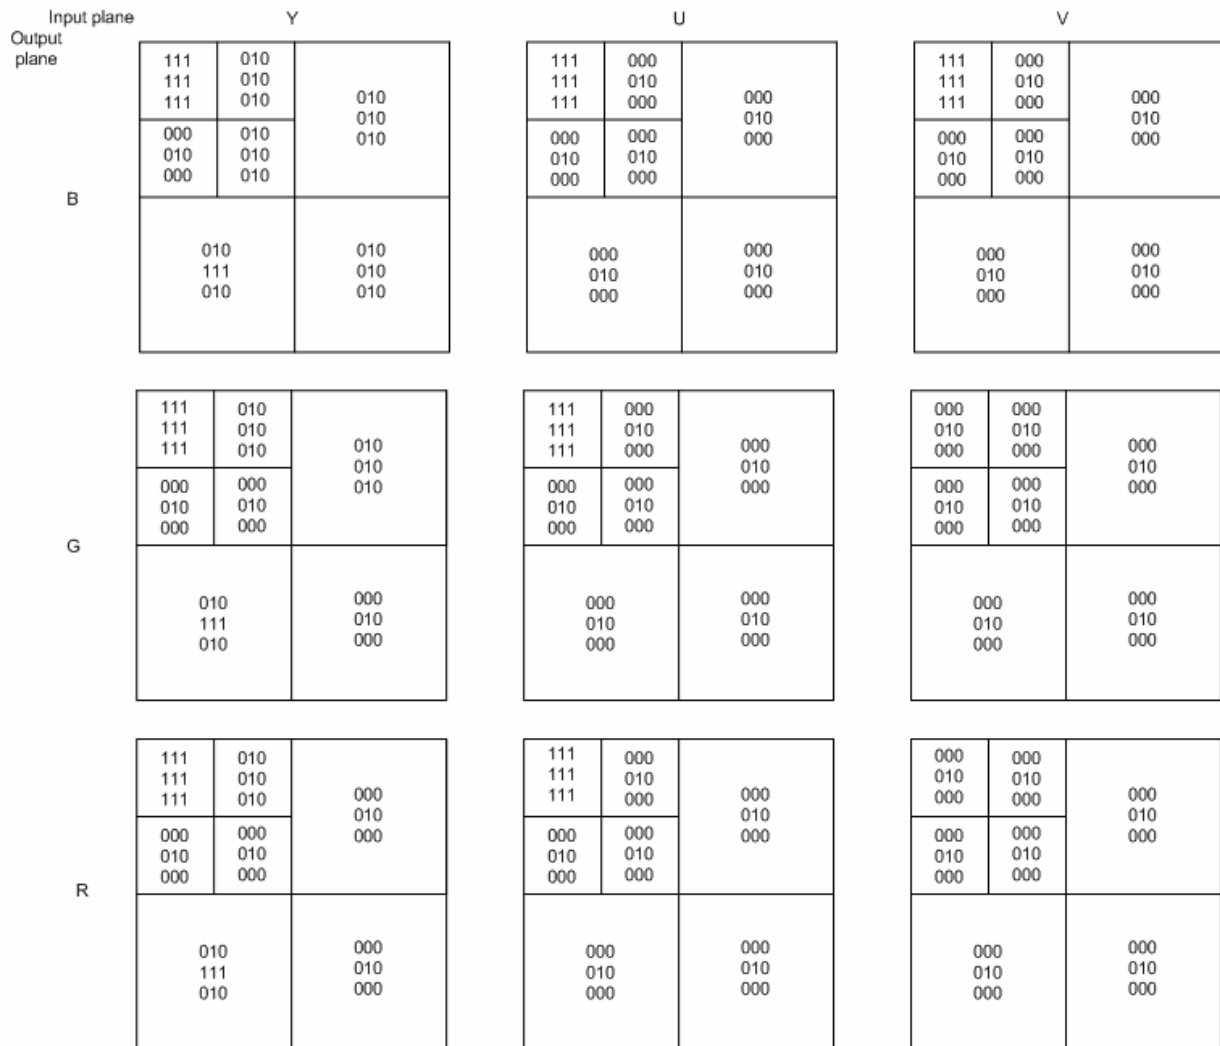 Input plane Y U V
Output
plane
B
111 010 111 000 111 000
111 010 111 010 111 010
111 010 111 000 111 000
010 000 000
010 010 010
010 000 000
000 010 000 000 000 000
010 010 010 010 010 010
000 010 000 000 000 000
010 010 000 000 000 000
111 010 010 010 010 010
010 010 000 000 000 000
G
111 010 111 000 000 000
111 010 111 010 010 010
111 010 111 000 000 000
010 000 000
010 010 010
010 000 000
000 000 000 000 000 000
010 010 010 010 010 010
000 000 000 000 000 000
010 000 000 000 000 000
111 010 010 010 010 010
010 000 000 000 000 000
R
111 010 111 000 000 000
111 010 111 010 010 010
111 010 111 000 000 000
000 000 000
010 010 010
000 000 000
000 000 000 000 000 000
010 010 010 010 010 010
000 000 000 000 000 000
010 000 000 000 000 000
111 010 010 010 010 010
010 000 000 000 000 000